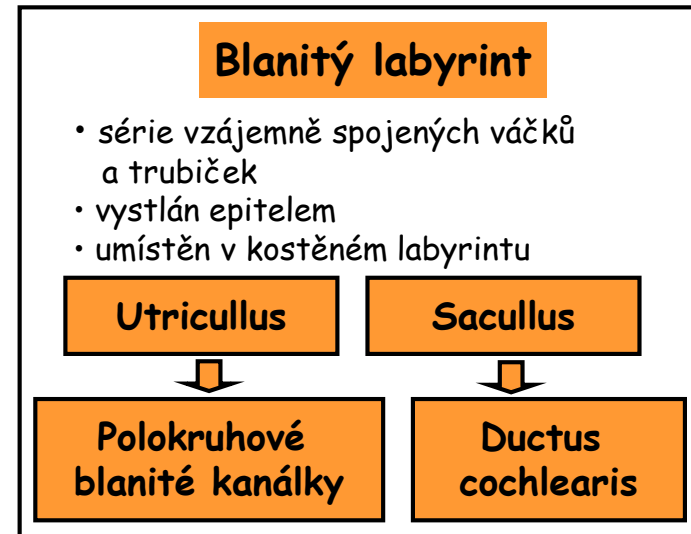 Blanitý labyrint
• série vzájemně spojených váčků
a trubiček
• vystlán epitelem
• umístěn v kostěném labyrintu
Utricullus
Sacullus
Polokruhové
blanité kanálky
Ductus
cochlearis